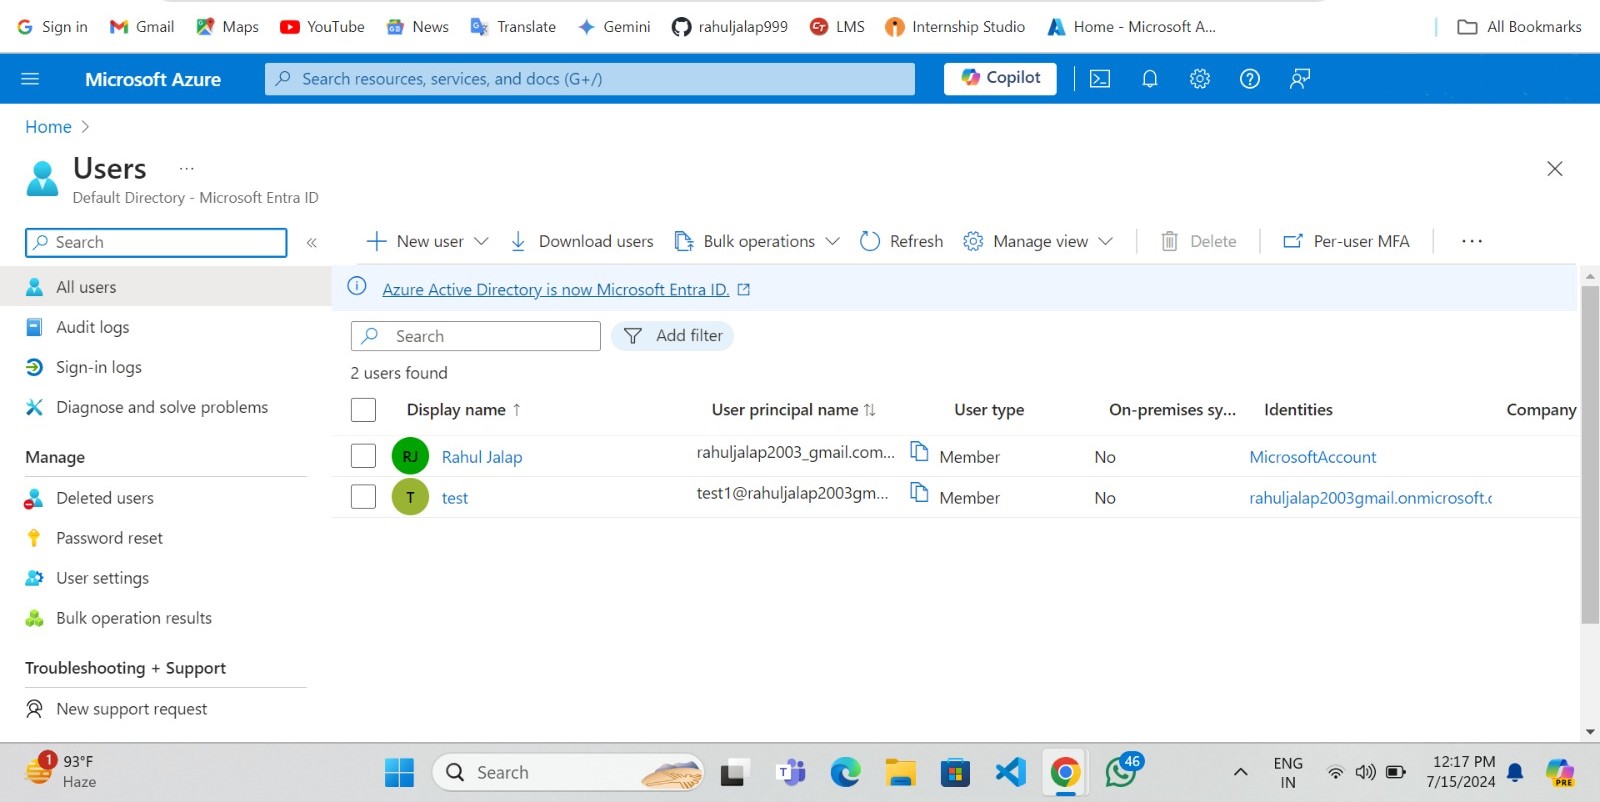 Sign in Gmail Maps YouTube News Translate Gemini rahuljalap999 LMS Internship Studio Home - Microsoft A... All Bookmarks
Microsoft Azure Search resources, services, and docs (G+/) Copilot
Home
Users ...
Default Directory - Microsoft Entra ID
Search « New user Download users Bulk operations Refresh Manage view Delete Per-user MFA ...
All users
Audit logs
Sign-in logs
Diagnose and solve problems
Manage
Deleted users
Password reset
User settings
Bulk operation results
Troubleshooting + Support
New support request
Azure Active Directory is now Microsoft Entra ID.
Search Add filter
2 users found
Display name ↑ User principal name ↑↓ User type On-premises sy... Identities Company
RJ Rahul Jalap rahuljalap2003_gmail.com... Member No MicrosoftAccount
T test test1@rahuljalap2003gm... Member No rahuljalap2003gmail.onmicrosoft.c
1 93°F
Haze
Search
T
46
PRE
ENG
IN
12:17 PM
7/15/2024